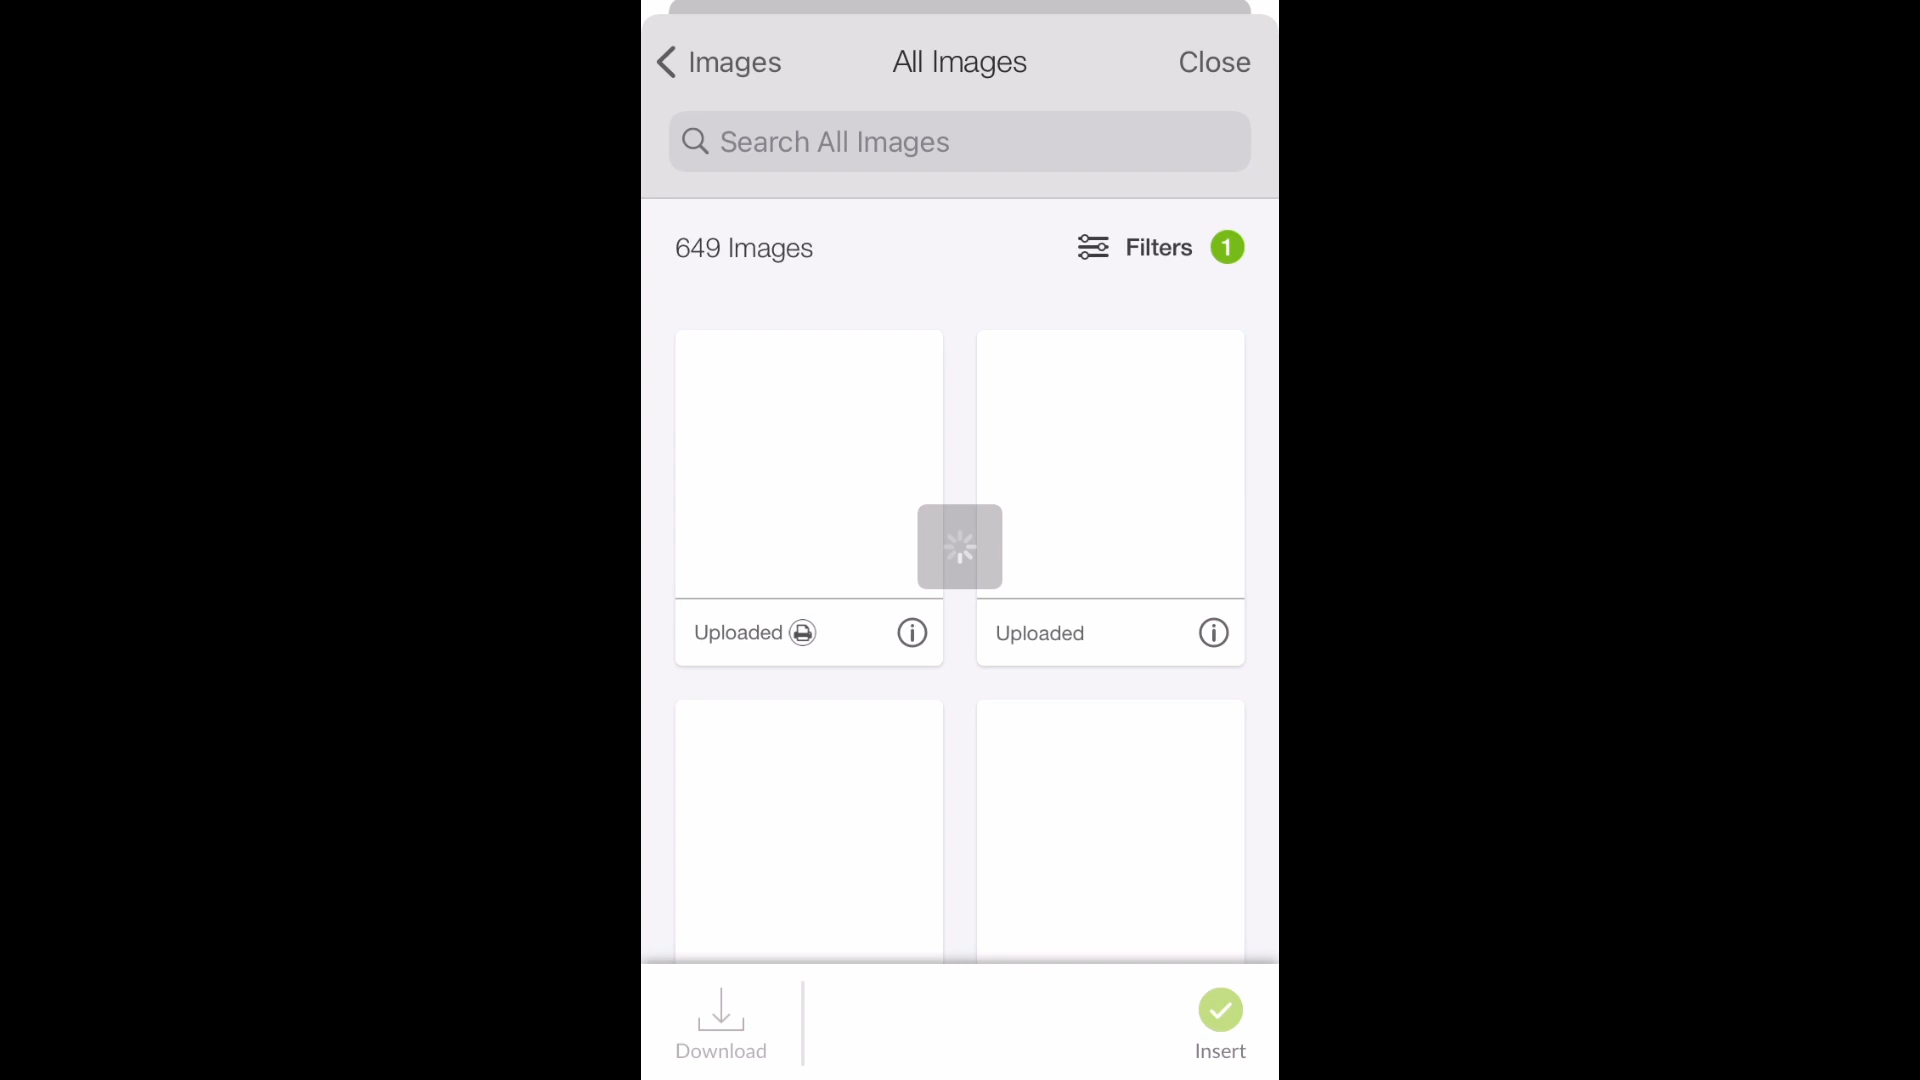 Images
All Images
Close
Search All Images
649 Images
Filters
1
Uploaded
Uploaded
Download
Insert